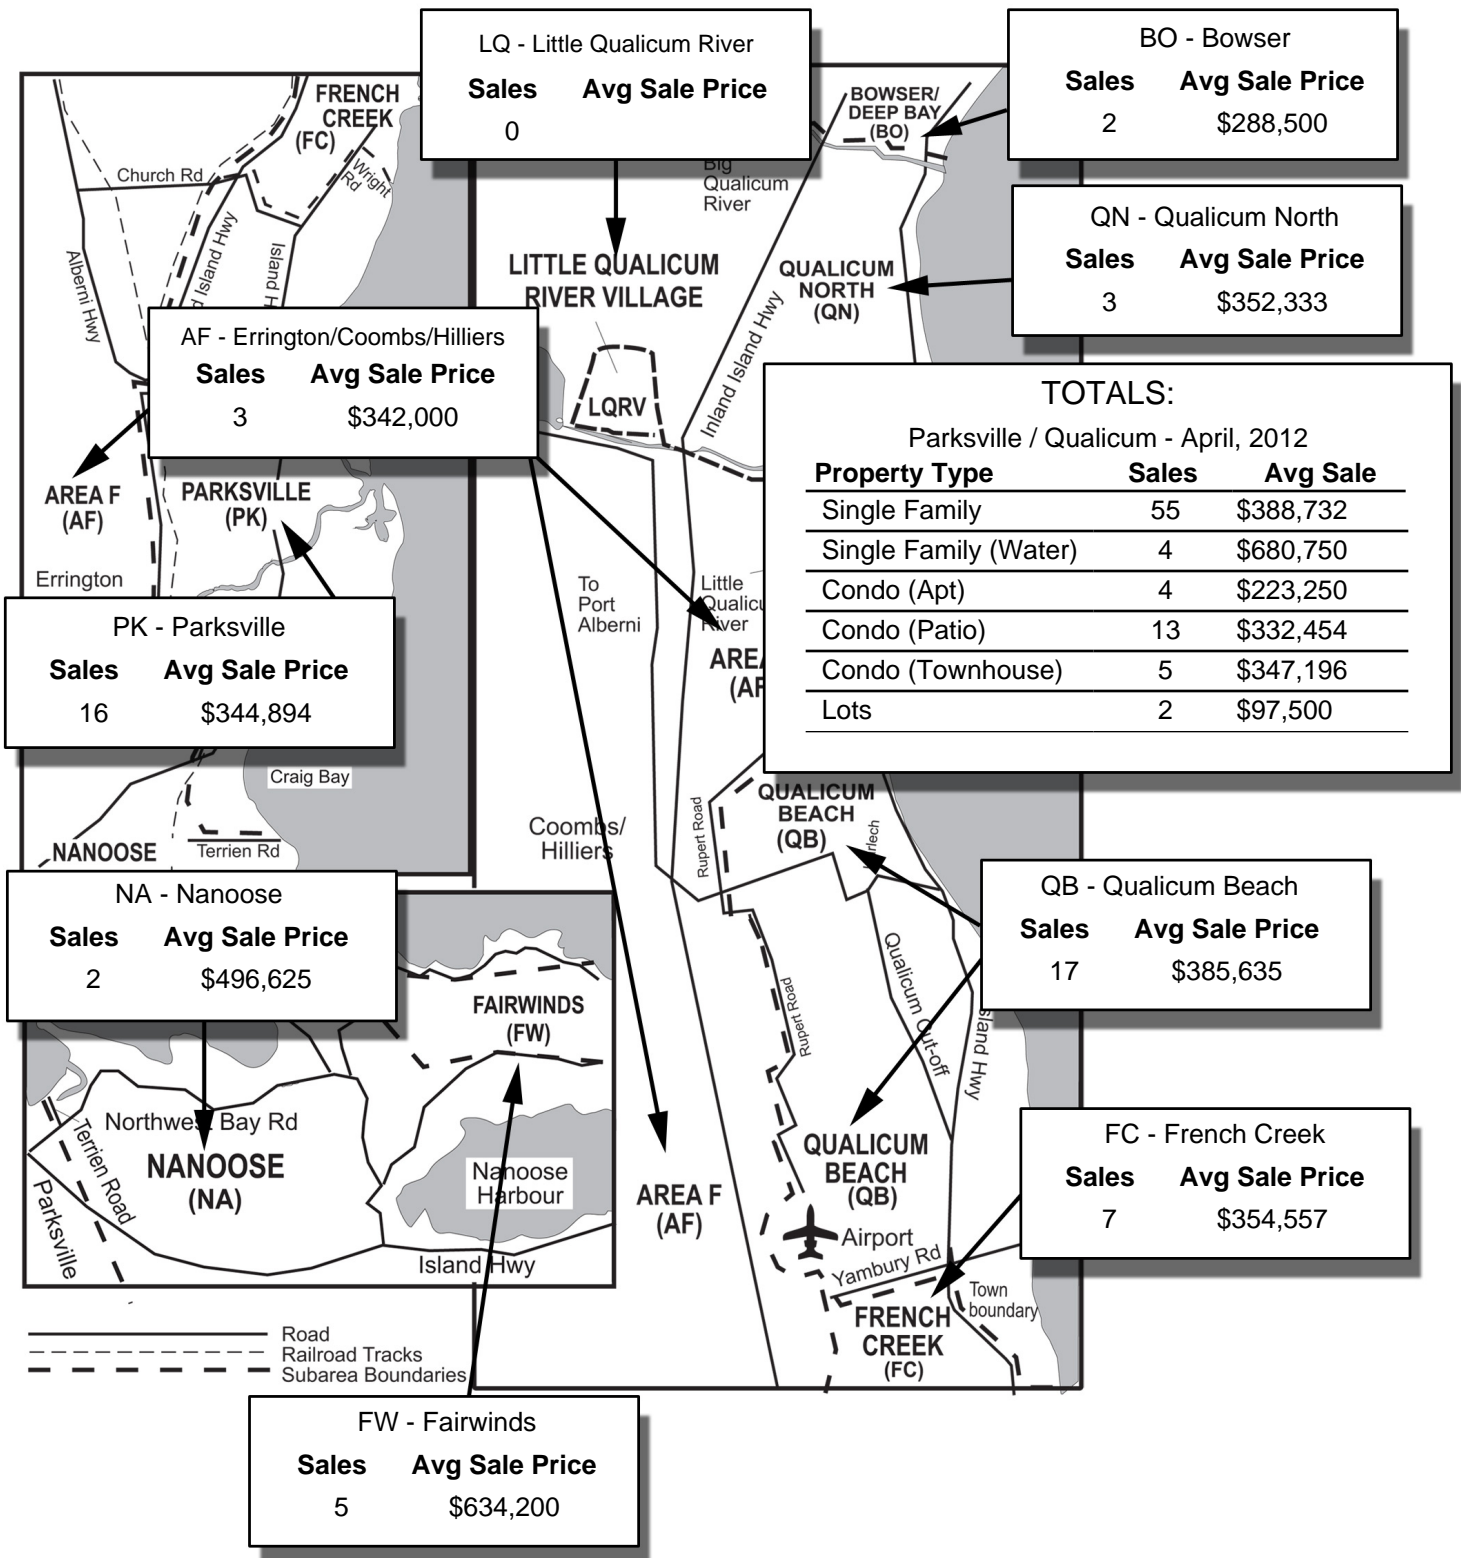 LQ - Little Qualicum River
Sales Avg Sale Price
0
BO - Bowser
Sales Avg Sale Price
2 $288,500
FRENCH
CREEK
(FC)
Church Rd
Wright
Rd
Alberni Hwy
Island Hwy
Island
BOWSER/
DEEP BAY
(BO)
Big
Qualicum
River
QN - Qualicum North
Sales Avg Sale Price
3 $352,333
LITTLE QUALICUM
RIVER VILLAGE
QUALICUM
NORTH
(QN)
Inland Island Hwy
LQRV
AF - Errington/Coombs/Hilliers
Sales Avg Sale Price
3 $342,000
TOTALS:
Parksville / Qualicum - April, 2012
Property Type Sales Avg Sale
Single Family 55 $388,732
Single Family (Water) 4 $680,750
Condo (Apt) 4 $223,250
Condo (Patio) 13 $332,454
Condo (Townhouse) 5 $347,196
Lots 2 $97,500
AREA F
(AF)
PARKSVILLE
(PK)
Errington
To
Port
Alberni
Little
River
PK - Parksville
Sales Avg Sale Price
16 $344,894
Craig Bay
NANOOSE
Terrien Rd
Coombs/
Hilliers
Rupert Road
QUALICUM
BEACH
(QB)
NA - Nanoose
Sales Avg Sale Price
2 $496,625
QB - Qualicum Beach
Sales Avg Sale Price
17 $385,635
Qualicum Cut-off
Rupert Road
Hwy
FAIRWINDS
(FW)
Northwest Bay Rd
Terrien Road
Parksville
NANOOSE
(NA)
Nanoose
Harbour
Island Hwy
AREA F
(AF)
QUALICUM
BEACH
(QB)
Airport
Yambury Rd
FC - French Creek
Sales Avg Sale Price
7 $354,557
Town
boundary
FRENCH
CREEK
(FC)
Road
Railroad Tracks
Subarea Boundaries
FW - Fairwinds
Sales Avg Sale Price
5 $634,200